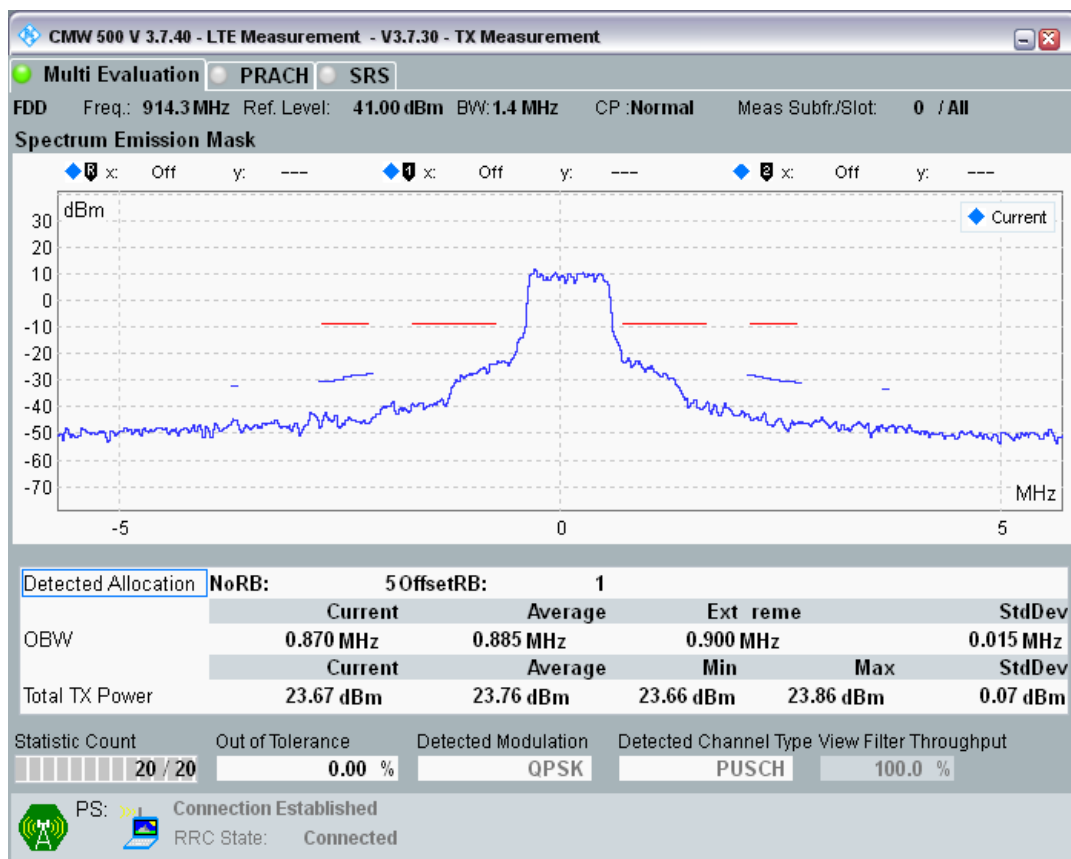 CMW 500 V 3.7.40 - LTE Measurement - V3.7.30 - TX Measurement
Multi Evaluation PRACH SRS
FDD Freq.: 914.3 MHz Ref. Level: 41.00 dBm BW: 1.4 MHz CP :Normal Meas Subfr./Slot: 0 / All
Spectrum Emission Mask
R x: Off y: --- 1 x: Off y: --- 2 x: Off y: ---
dBm
Current
30
20
10
0
-10
-20
-30
-40
-50
-60
-70
MHz
-5 0 5
Detected Allocation NoRB: 5 OffsetRB: 1
Current Average Ext reme StdDev
OBW 0.870 MHz 0.885 MHz 0.900 MHz 0.015 MHz
Current Average Min Max StdDev
Total TX Power 23.67 dBm 23.76 dBm 23.66 dBm 23.86 dBm 0.07 dBm
Statistic Count Out of Tolerance Detected Modulation Detected Channel Type View Filter Throughput
20 / 20 0.00 % QPSK PUSCH 100.0 %
PS: Connection Established
RRC State: Connected